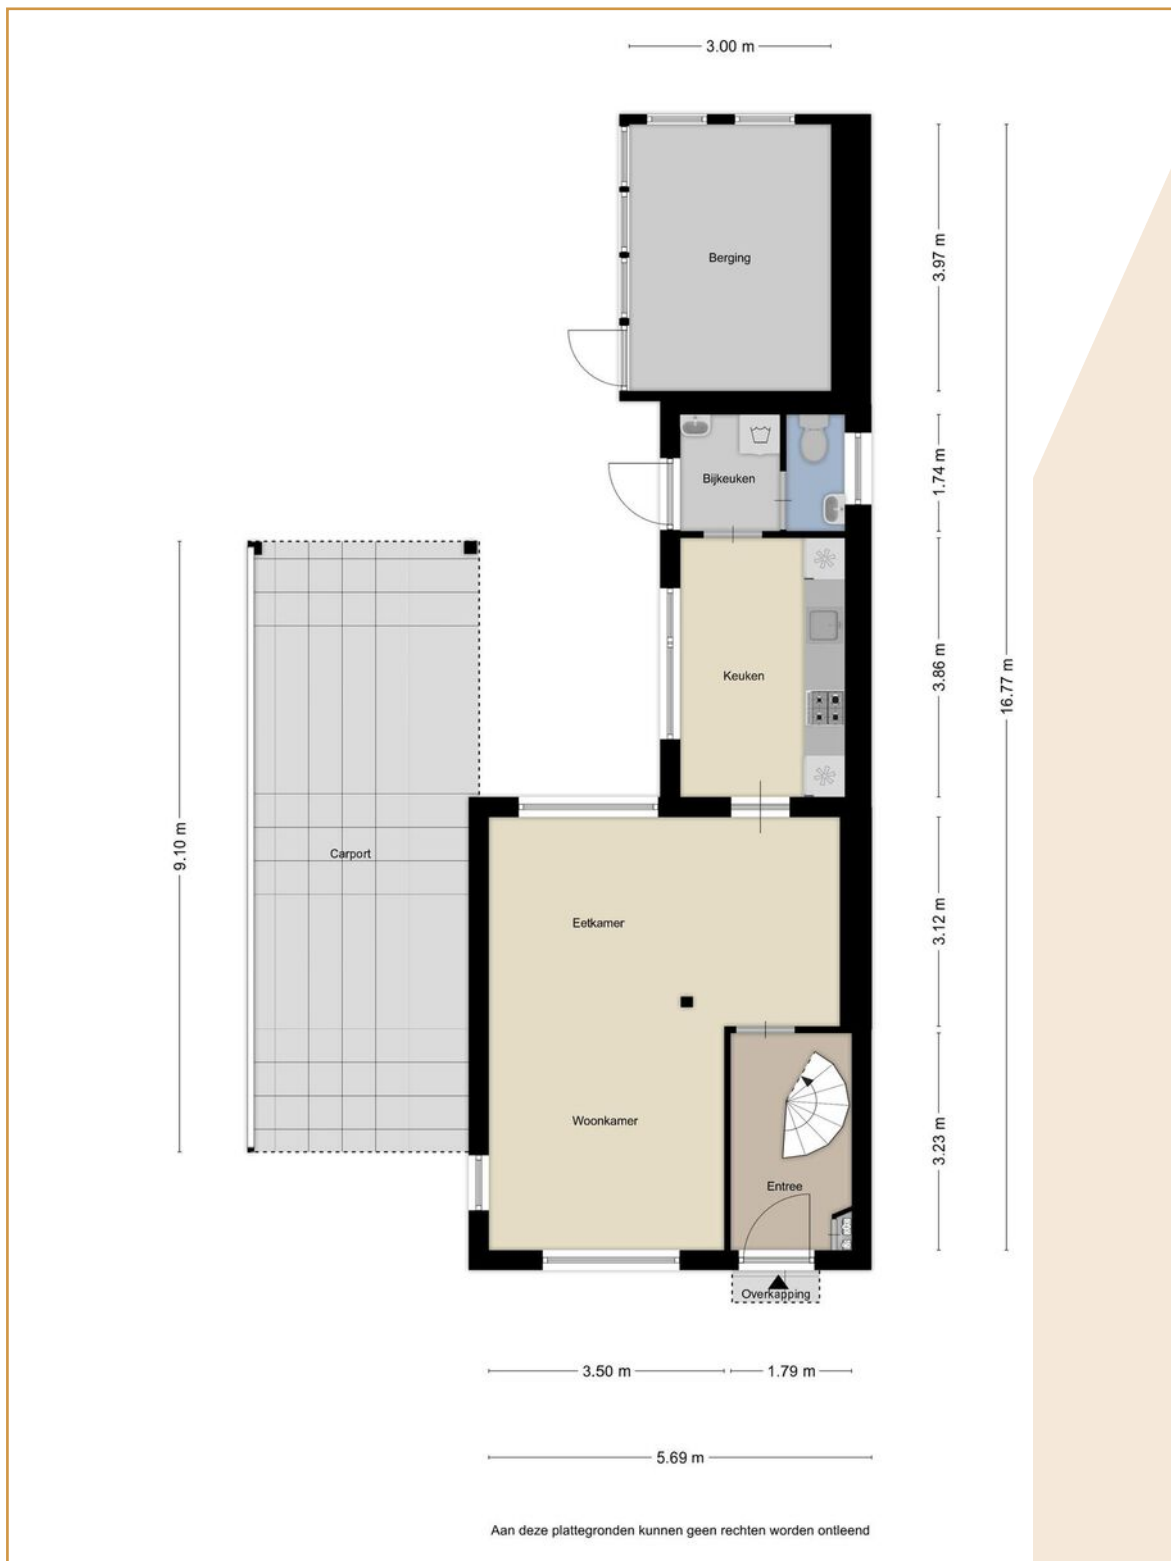 3.00 m
Berging
3.97 m
Bijkeuken
1.74 m
Keuken
3.86 m
16.77 m
Carport
9.10 m
Eetkamer
3.12 m
Woonkamer
Entree
3.23 m
Overkapping
3.50 m
1.79 m
5.69 m
Aan deze plattegronden kunnen geen rechten worden ontleend